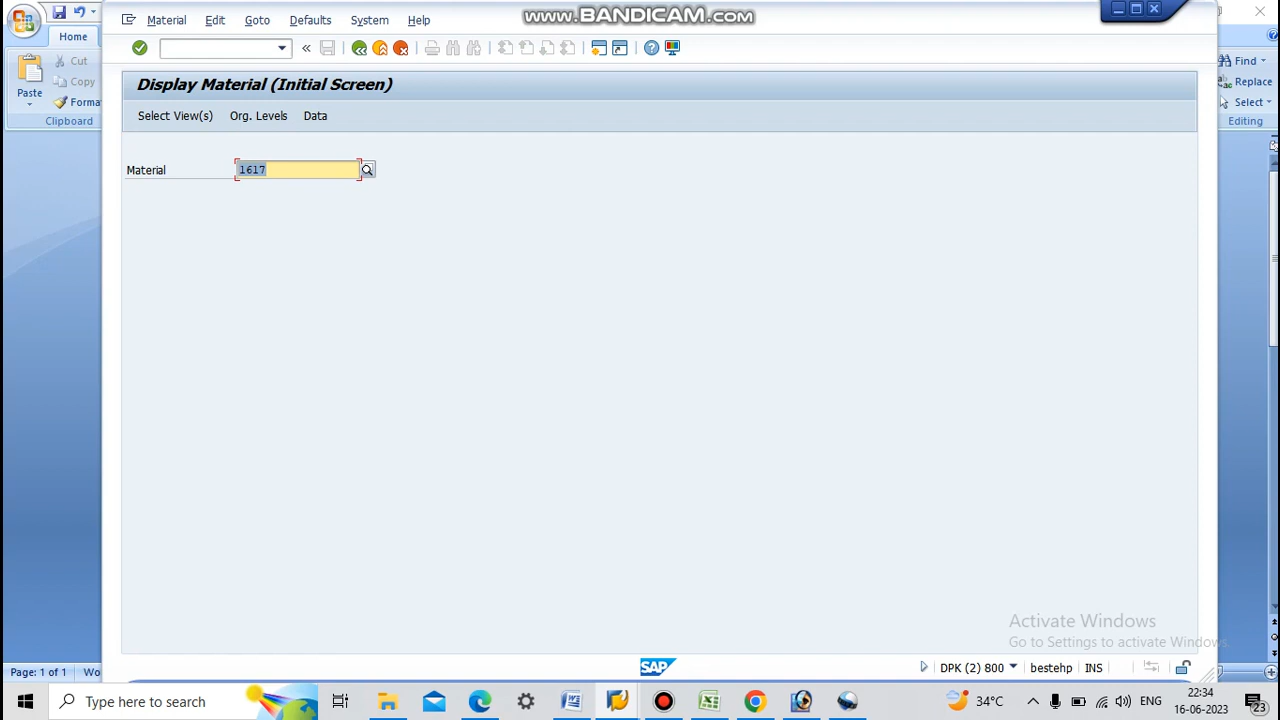 www.BANDICAM.com
Material Edit Goto Defaults System Help
Home
Cut
Copy
Paste
Forma
Clipboard
Find
Replace
Select
Editing
Display Material (Initial Screen)
Select View(s) Org. Levels Data
Material 1617
Activate Windows
Go to Settings to activate Windows.
SAP
DPK (2) 800 bestehp INS
Page: 1 of 1 Wo
Type here to search
34°C
ENG
22:34
16-06-2023
23